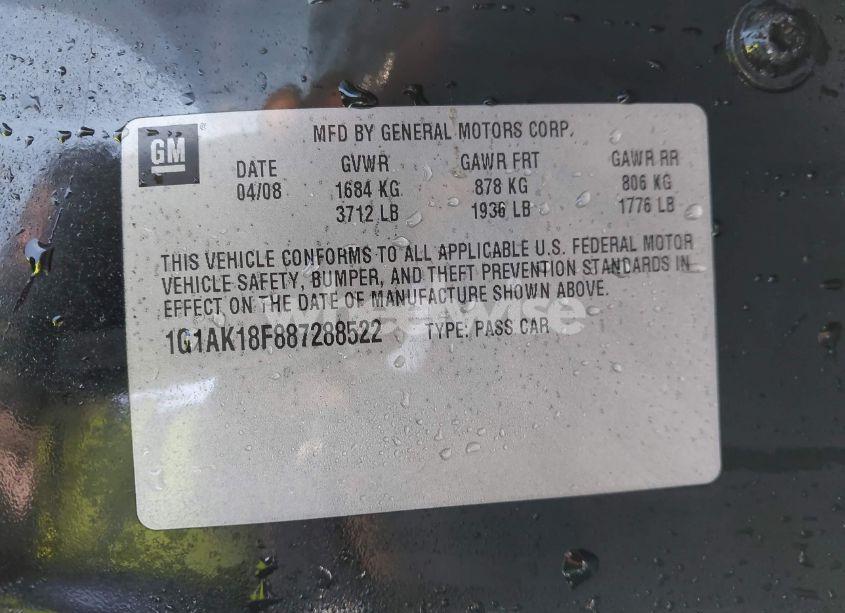 GM
MFD BY GENERAL MOTORS CORP.
DATE GVWR GAWR FRT GAWR RR
04/08 1684 KG 878 KG 806 KG
3712 LB 1936 LB 1776 LB
THIS VEHICLE CONFORMS TO ALL APPLICABLE U.S. FEDERAL MOTOR
VEHICLE SAFETY, BUMPER, AND THEFT PREVENTION STANDARDS IN
EFFECT ON THE DATE OF MANUFACTURE SHOWN ABOVE.
1G1AK18F887288522 TYPE: PASS CAR